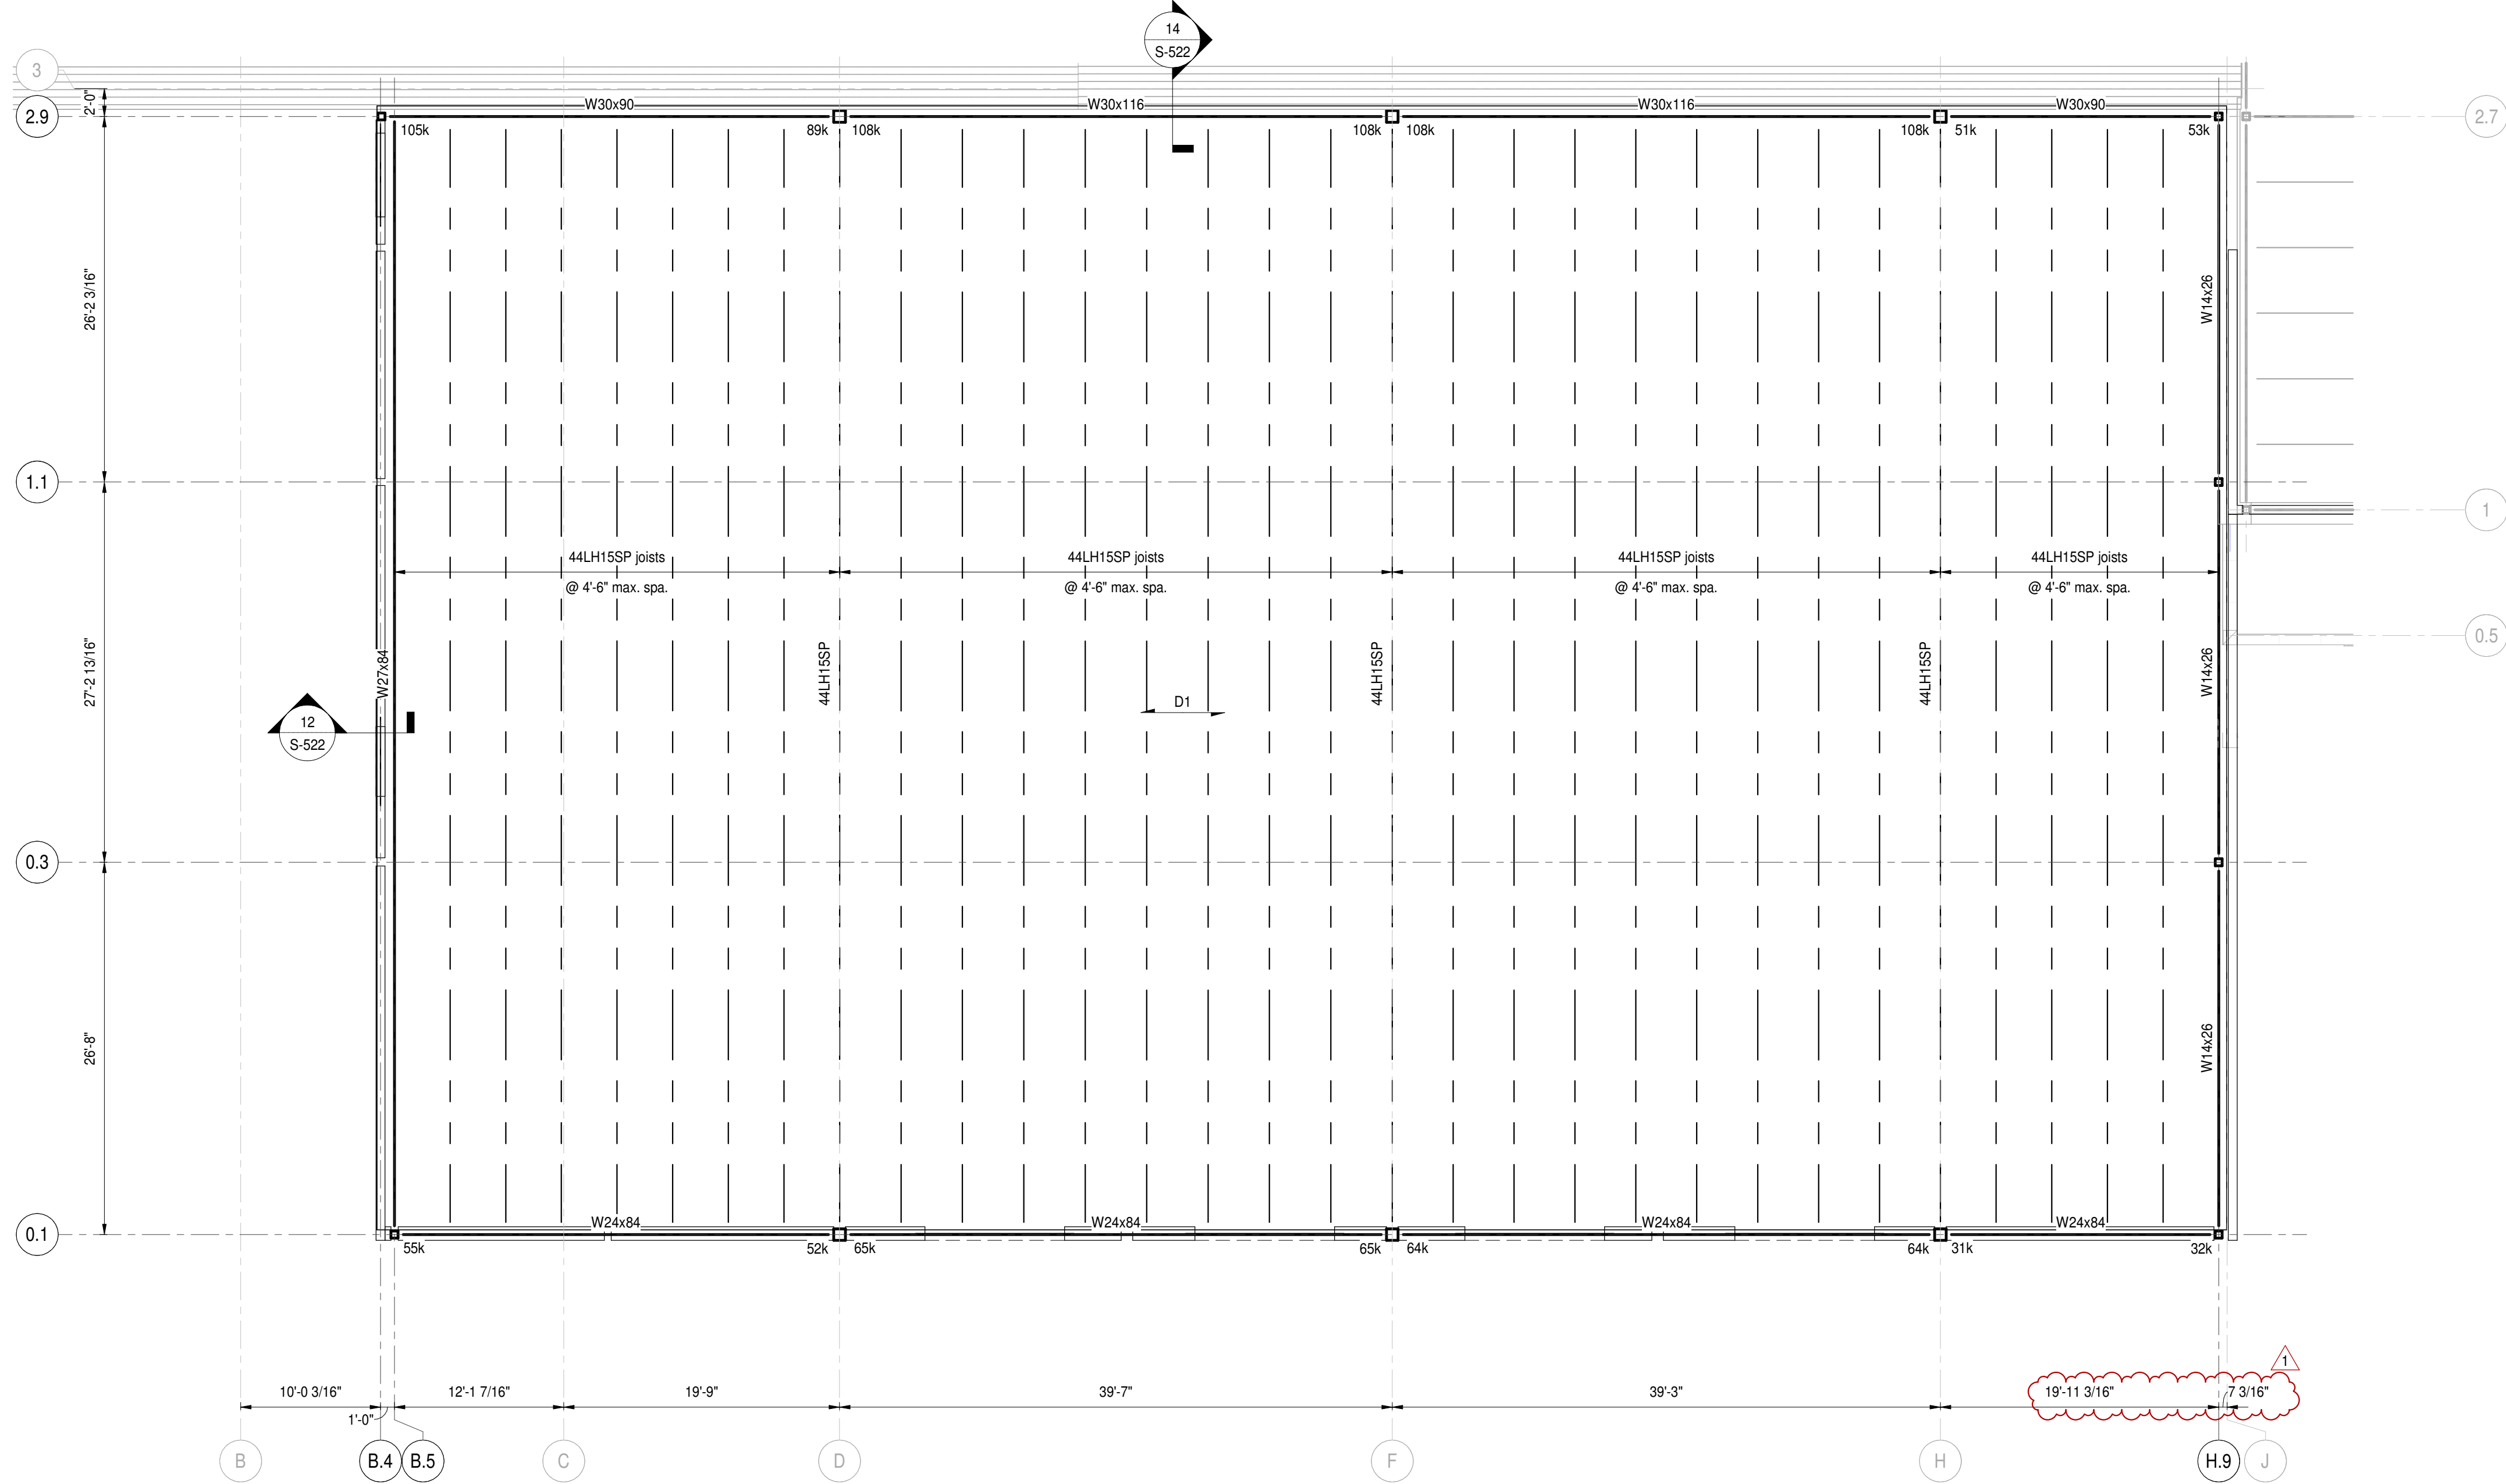 14
S-522
3
2'-0"
2.9
W30x90
W30x116
W30x116
W30x90
2.7
105k
89k
108k
108k
108k
108k
51k
53k
26'-2 3/16"
W14x26
1.1
1
44LH15SP joists
@ 4'-6" max. spa.
44LH15SP joists
@ 4'-6" max. spa.
44LH15SP joists
@ 4'-6" max. spa.
44LH15SP joists
@ 4'-6" max. spa.
0.5
27'-2 13/16"
W27x84
44LH15SP
44LH15SP
44LH15SP
W14x26
D1
12
S-522
0.3
26'-8"
W14x26
0.1
W24x84
W24x84
W24x84
W24x84
55k
52k
65k
65k
64k
64k
31k
32k
1
10'-0 3/16"
1'-0"
12'-1 7/16"
19'-9"
39'-7"
39'-3"
19'-11 3/16"
7 3/16"
B
B.4
B.5
C
D
F
H
H.9
J